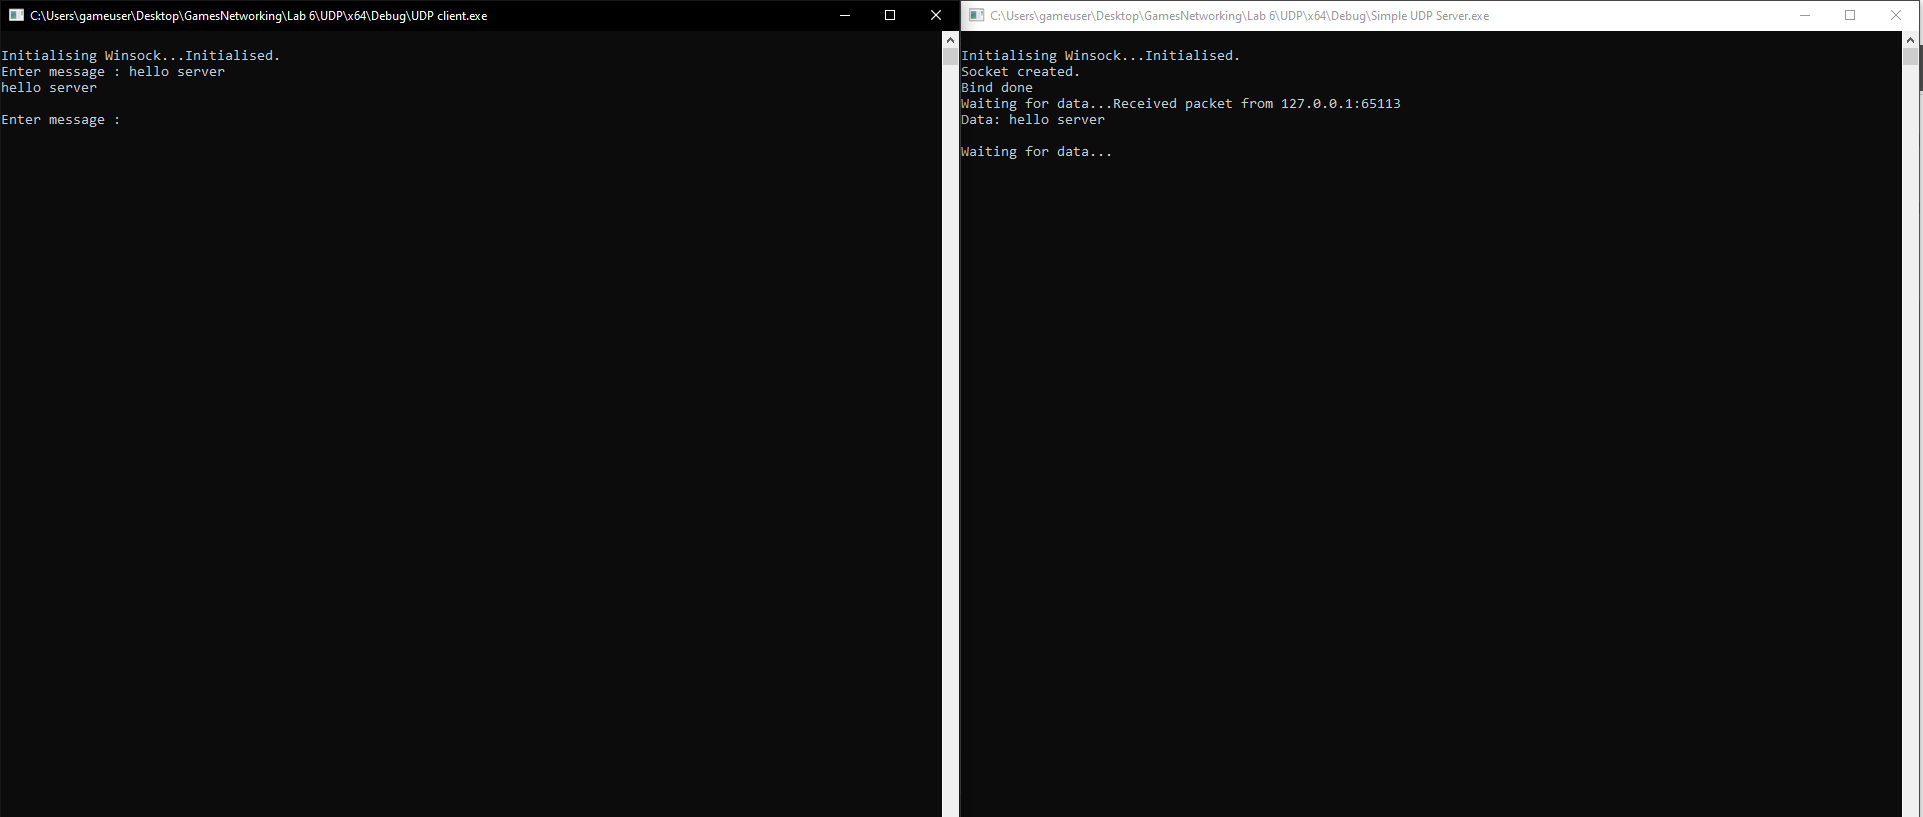 C:\Users\gameuser\Desktop\GamesNetworking\Lab 6\UDP\x64\Debug\UDP client.exe
Initialising Winsock...Initialised.
Enter message : hello server
hello server
Enter message :
C:\Users\gameuser\Desktop\GamesNetworking\Lab 6\UDP\x64\Debug\Simple UDP Server.exe
Initialising Winsock...Initialised.
Socket created.
Bind done
Waiting for data...Received packet from 127.0.0.1:65113
Data: hello server
Waiting for data...